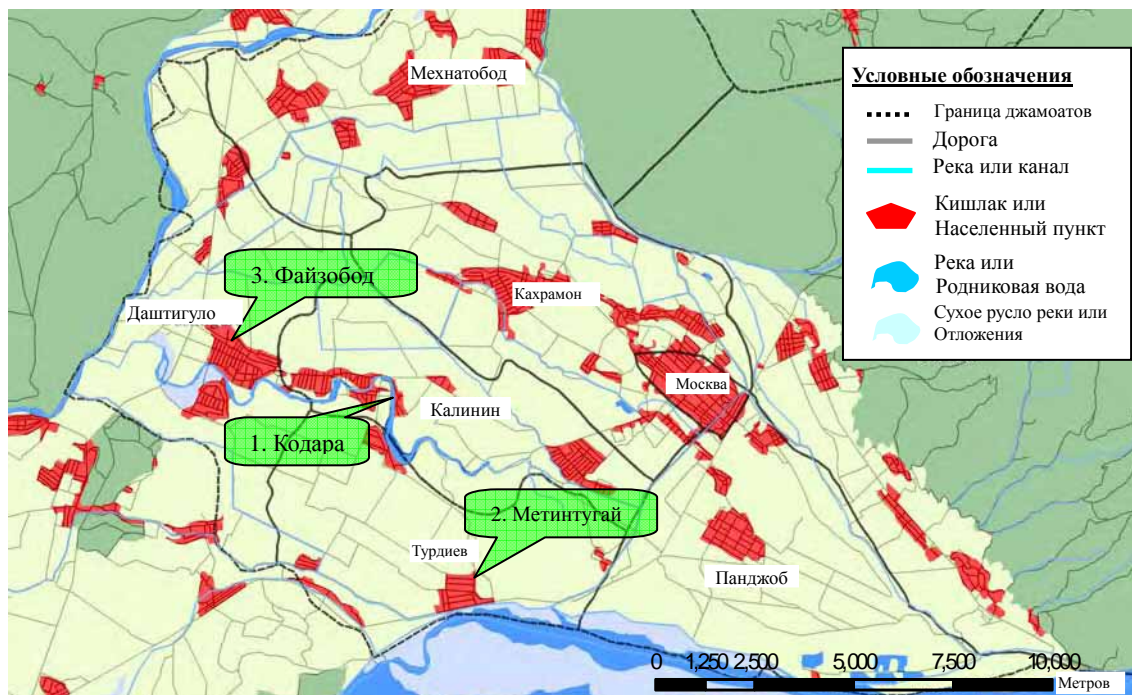 Мехнатобод
Условные обозначения
Граница джамоатов
Дорога
Река или канал
Кишлак или
Населенный пункт
Река или
Родниковая вода
Сухое русло реки или
Отложения
3. Файзобод
Даштигуло
Кахрамон
Москва
Калинин
1. Кодара
2. Метинтугай
Турдиев
Панджоб
0 1,250 2,500 5,000 7,500 10,000
Метров